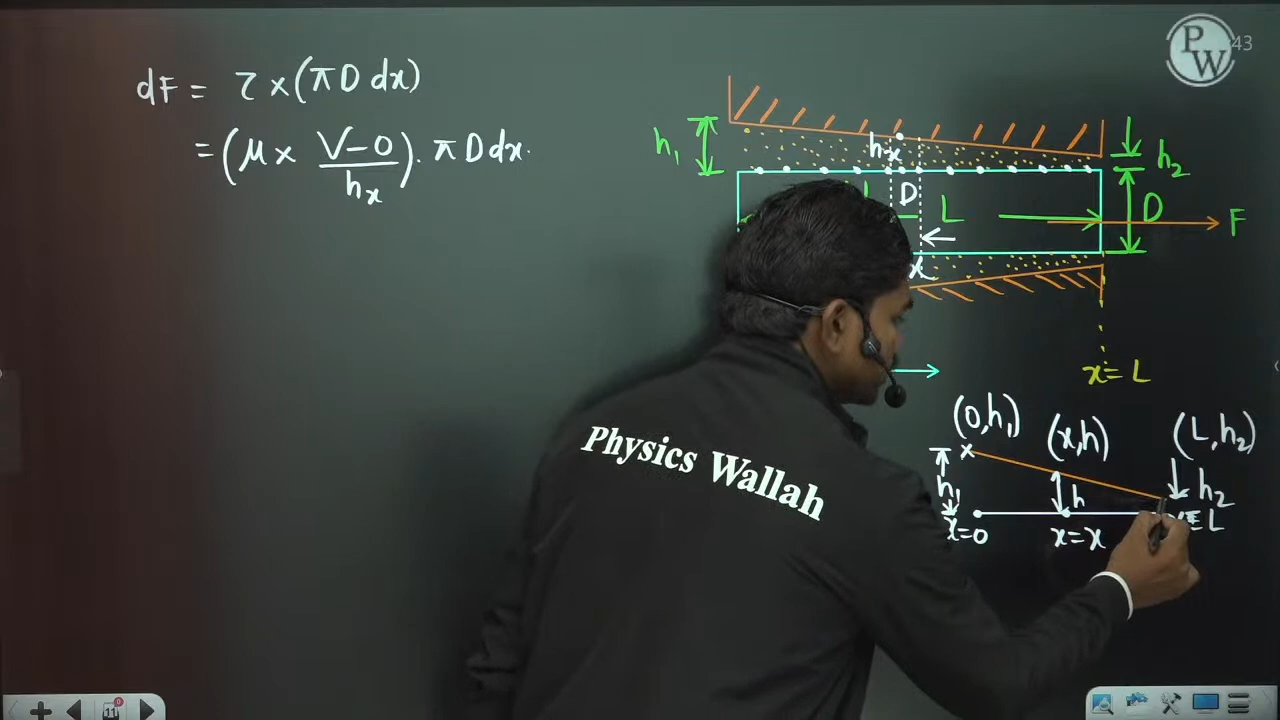 43
PW
dF = τ × (πD dx)
= (μ × V-0/hₓ). πD dx.
h₁
hₓ
h₂
D
L
D
F
x
x = L
(0,h₁)
(x,h)
(L,h₂)
h₁
h
h₂
x=0
x=x
= L
Physics Wallah
11